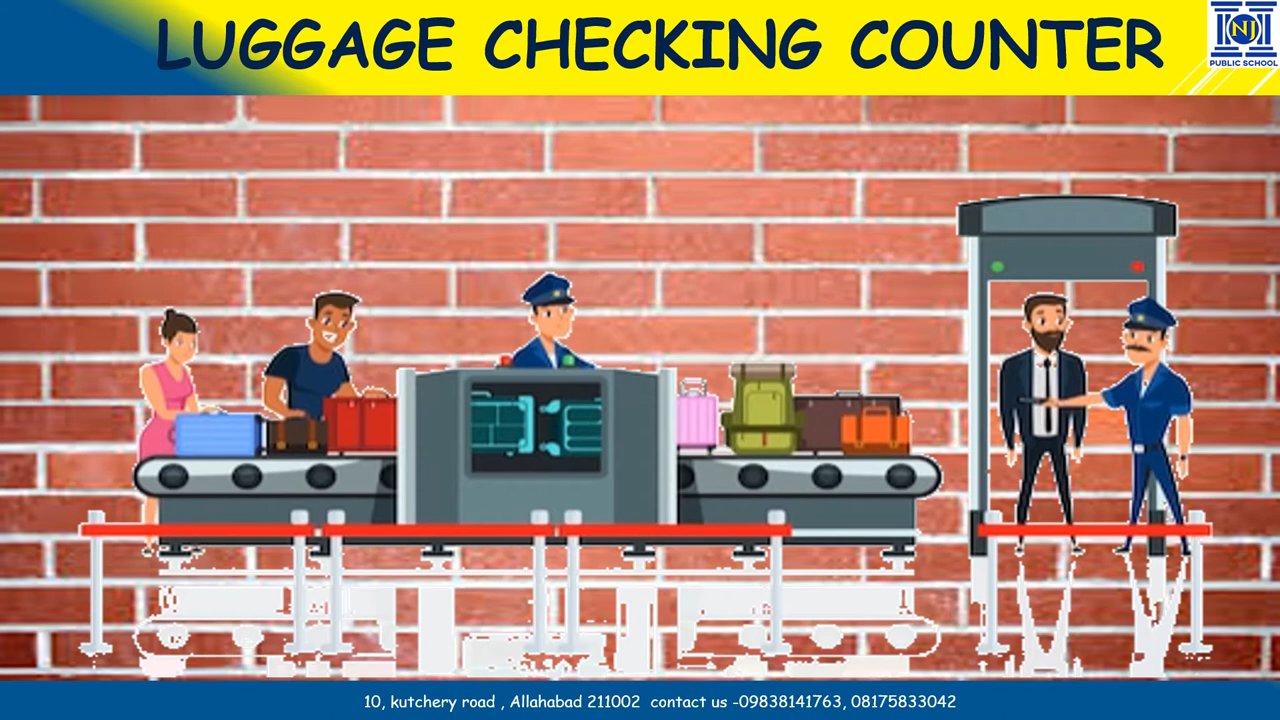 LUGGAGE CHECKING COUNTER
NJ
PUBLIC SCHOOL
10, kutchery road , Allahabad 211002 contact us -09838141763, 08175833042